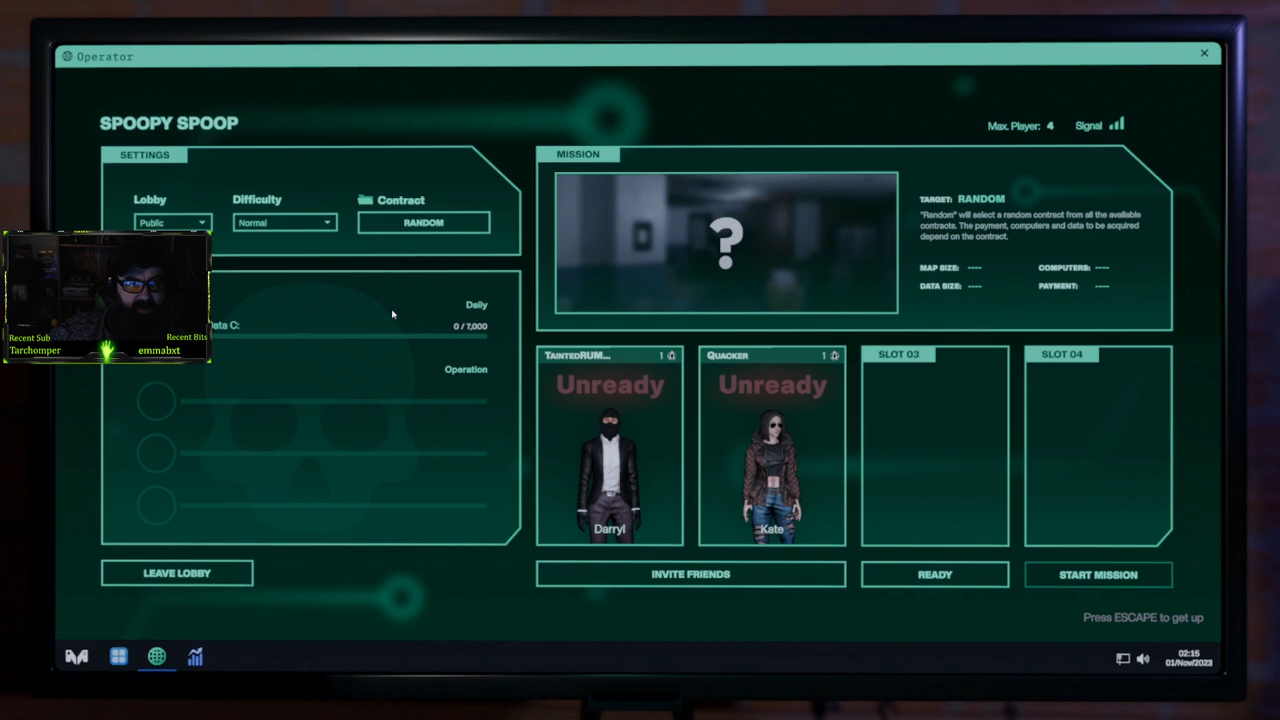 Operator
SPOOPY SPOOP
Max. Player: 4 Signal
SETTINGS
Lobby Difficulty Contract
Public Normal RANDOM
MISSION
?
TARGET: RANDOM
"Random" will select a random contract from all the available
contracts. The payment, computers and data to be acquired
depend on the contract.
MAP SIZE: ---- COMPUTERS: ----
DATA SIZE: ---- PAYMENT: ----
Daily
Data C: 0 / 7,000
Operation
Recent Sub Recent Bits
Tarchomper emmabxt
TAINTEDRUM... 1
Unready
Darryl
QUACKER 1
Unready
Kate
SLOT 03
SLOT 04
LEAVE LOBBY
INVITE FRIENDS
READY
START MISSION
Press ESCAPE to get up
02:15
01/Nov/2023